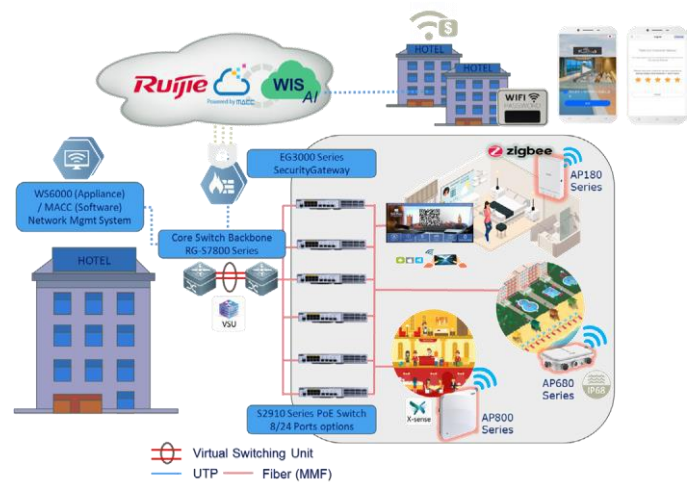 S
HOTEL
HOTEL
Ruijie
Powered by MACC
WIS
AI
WiFi
PASSWORD
EG3000 Series
SecurityGateway
zigbee
AP180
Series
WS6000 (Appliance)
/ MACC (Software)
Network Mgmt System
Core Switch Backbone
RG-S7800 Series
HOTEL
VSU
AP680
Series
IP68
S2910 Series PoE Switch
8/24 Ports options
X-sense
AP800
Series
Virtual Switching Unit
UTP
Fiber (MMF)